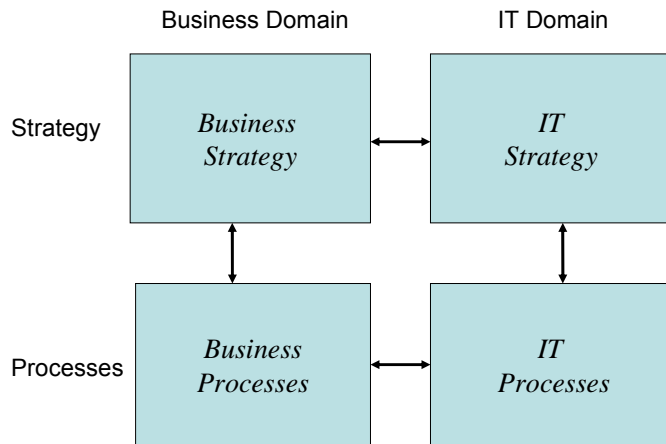 Business Domain
IT Domain
Strategy
Business
Strategy
IT
Strategy
Processes
Business
Processes
IT
Processes